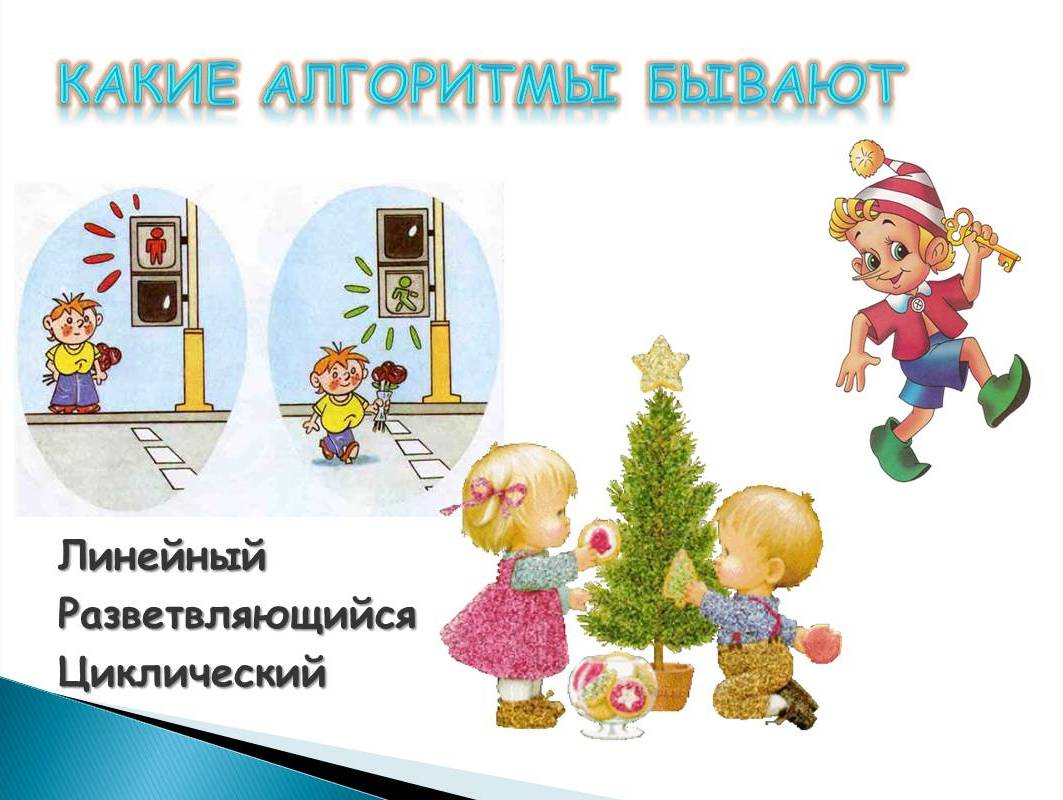 КАКИЕ АЛГОРИТМЫ БЫВАЮТ
Линейный
Разветвляющийся
Циклический